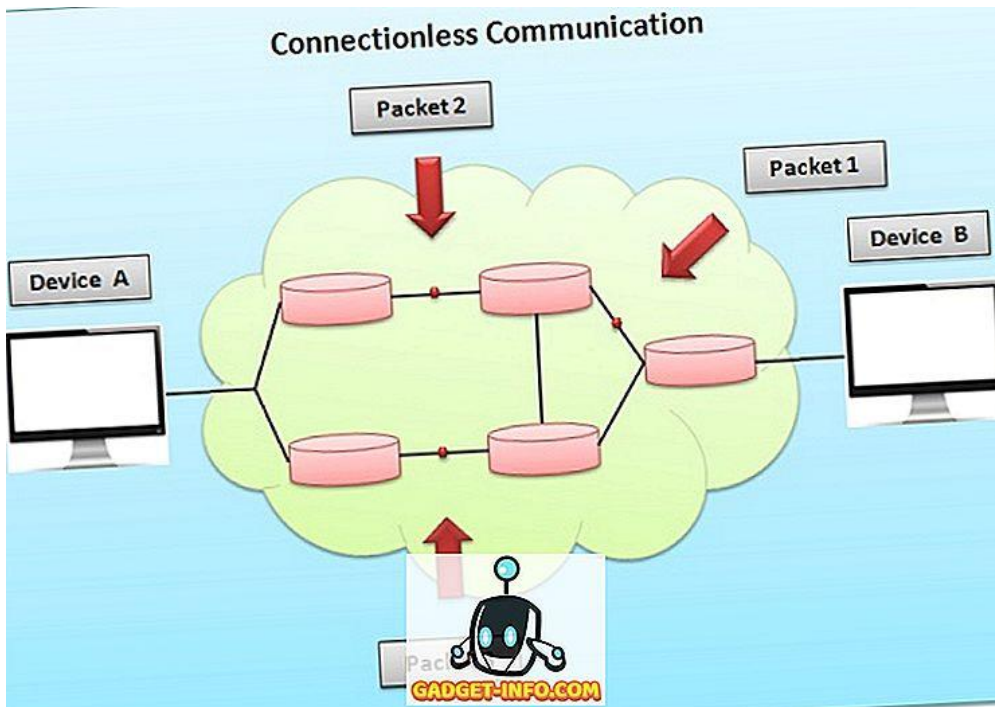 Connectionless Communication
Packet 2
Packet 1
Device B
Device A
GADGET-INFO.COM